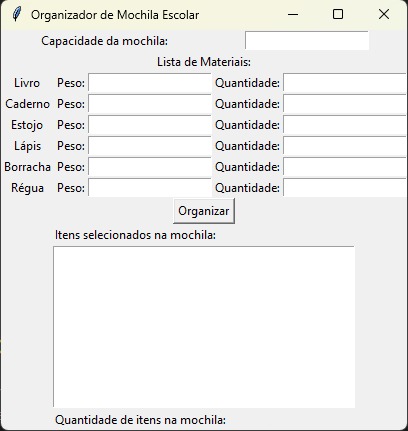 Organizador de Mochila Escolar
Capacidade da mochila:
Lista de Materiais:
Livro Peso: Quantidade:
Caderno Peso: Quantidade:
Estojo Peso: Quantidade:
Lápis Peso: Quantidade:
Borracha Peso: Quantidade:
Régua Peso: Quantidade:
Organizar
Itens selecionados na mochila:
Quantidade de itens na mochila: